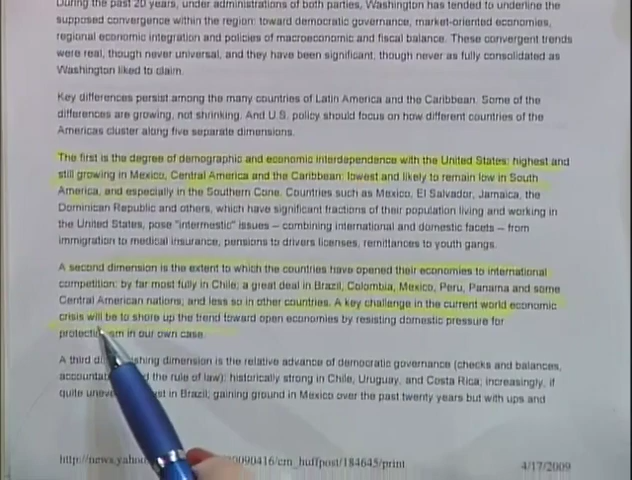 During the past 20 years, under administrations of both parties, Washington has tended to underline the
supposed convergence within the region: toward democratic governance, market-oriented economies,
regional economic integration and policies of macroeconomic and fiscal balance. These convergent trends
were real, though never universal, and they have been significant, though never as fully consolidated as
Washington liked to claim.
Key differences persist among the many countries of Latin America and the Caribbean. Some of the
differences are growing, not shrinking. And U.S. policy should focus on how different countries of the
Americas cluster along five separate dimensions.
The first is the degree of demographic and economic interdependence with the United States: highest and
still growing in Mexico, Central America and the Caribbean; lowest and likely to remain low in South
America, and especially in the Southern Cone. Countries such as Mexico, El Salvador, Jamaica, the
Dominican Republic and others, which have significant fractions of their population living and working in
the United States, pose "intermestic" issues – combining international and domestic facets – from
immigration to medical insurance, pensions to drivers licenses, remittances to youth gangs.
A second dimension is the extent to which the countries have opened their economies to international
competition: by far most fully in Chile; a great deal in Brazil, Colombia, Mexico, Peru, Panama and some
Central American nations; and less so in other countries. A key challenge in the current world economic
crisis will be to shore up the trend toward open economies by resisting domestic pressure for
in our own case.
A third dimension is the relative advance of democratic governance (checks and balances,
the rule of law): historically strong in Chile, Uruguay, and Costa Rica; increasingly, if
quite in Brazil; gaining ground in Mexico over the past twenty years but with ups and
http://news.yahoo 20090416/cm_huffpost/184645/print 4/17/2009